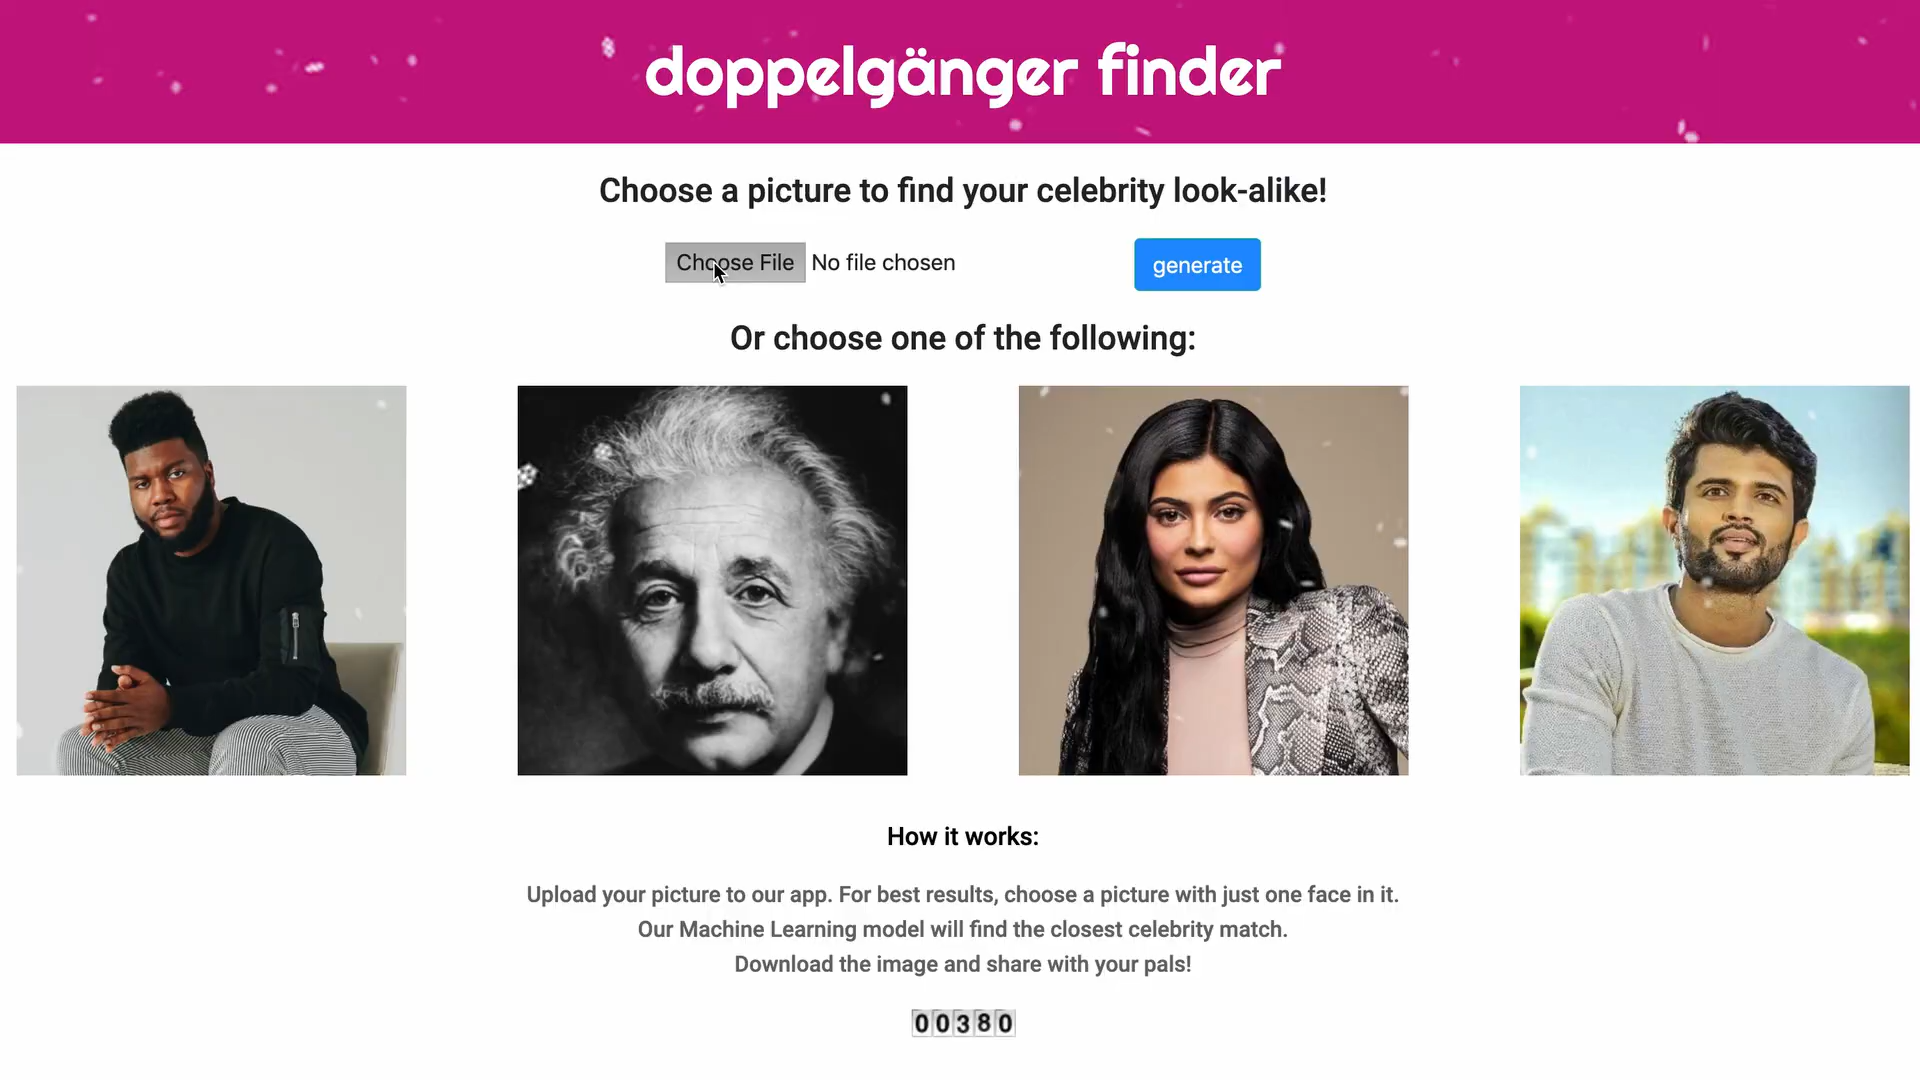 doppelgänger finder
Choose a picture to find your celebrity look-alike!
Choose File No file chosen
generate
Or choose one of the following:
How it works:
Upload your picture to our app. For best results, choose a picture with just one face in it.
Our Machine Learning model will find the closest celebrity match.
Download the image and share with your pals!
00380